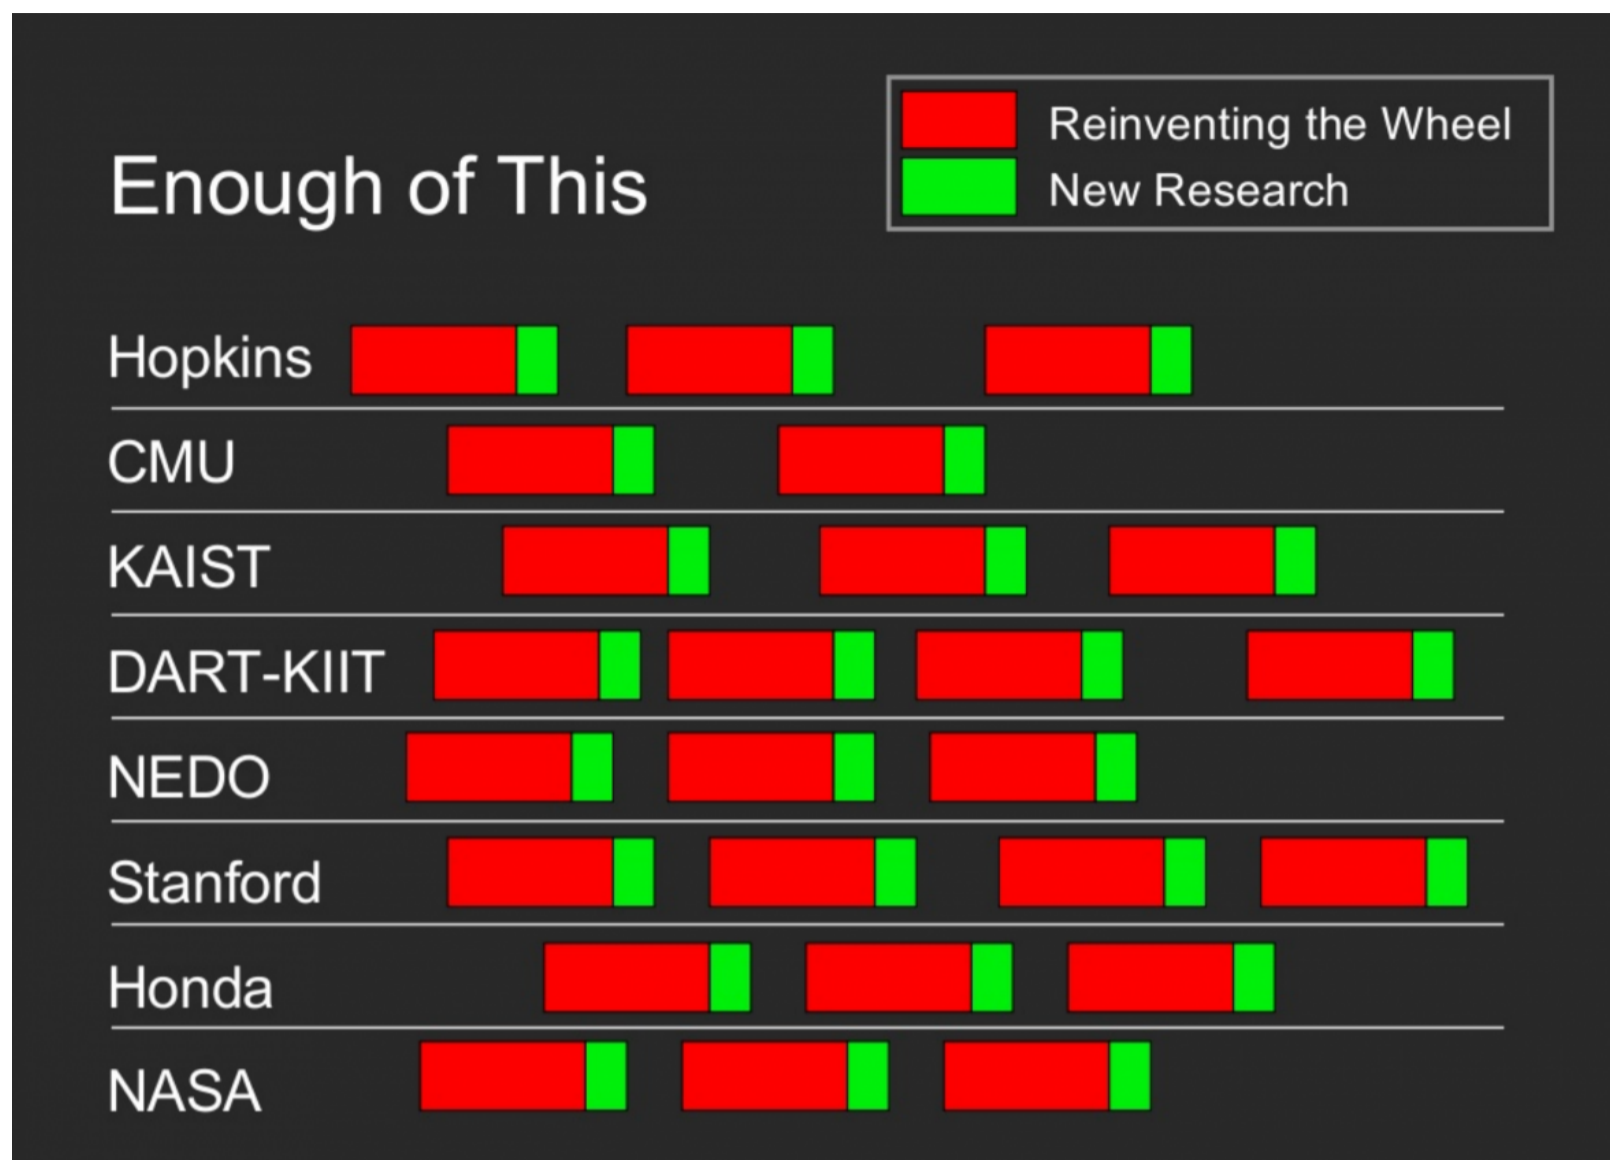 Reinventing the Wheel
New Research
Enough of This
Hopkins
CMU
KAIST
DART-KIIT
NEDO
Stanford
Honda
NASA